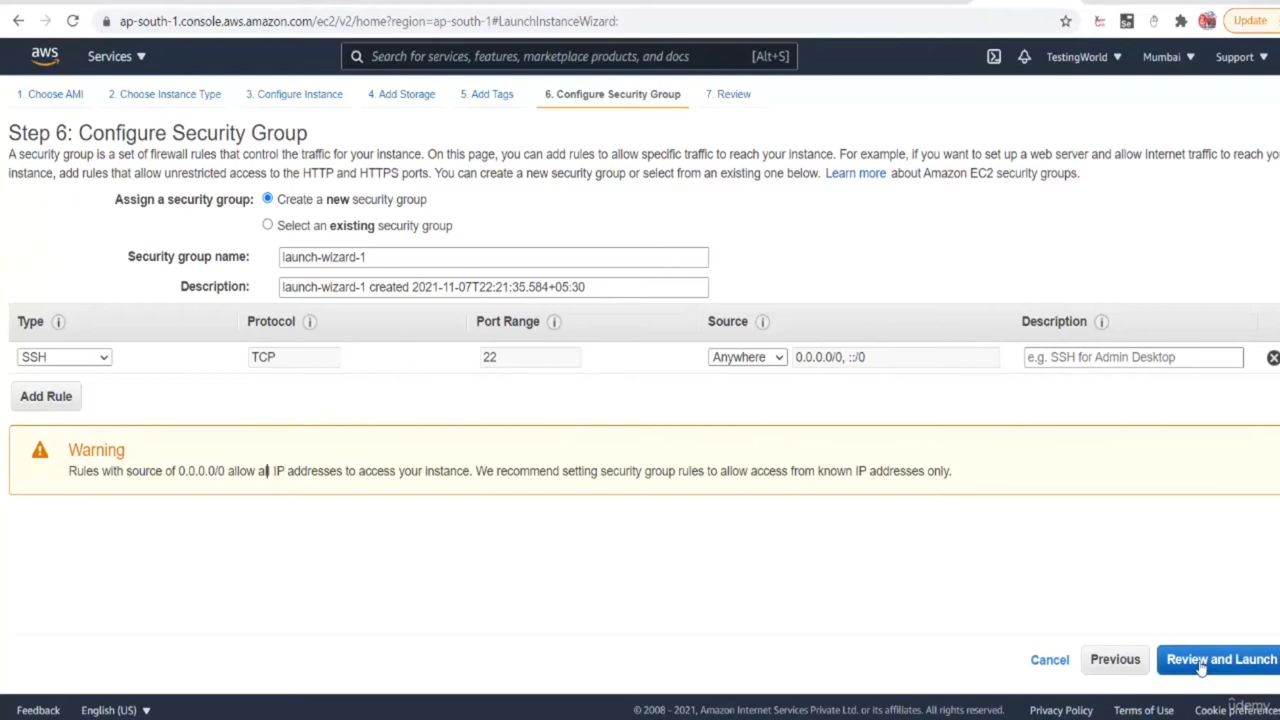 ap-south-1.console.aws.amazon.com/ec2/v2/home?region=ap-south-1#LaunchInstanceWizard:
Update
aws
Services
Search for services, features, marketplace products, and docs
[Alt+S]
TestingWorld
Mumbai
Support
1. Choose AMI
2. Choose Instance Type
3. Configure Instance
4. Add Storage
5. Add Tags
6. Configure Security Group
7. Review
Step 6: Configure Security Group
A security group is a set of firewall rules that control the traffic for your instance. On this page, you can add rules to allow specific traffic to reach your instance. For example, if you want to set up a web server and allow Internet traffic to reach
instance, add rules that allow unrestricted access to the HTTP and HTTPS ports. You can create a new security group or select from an existing one below. Learn more about Amazon EC2 security groups.
Assign a security group: Create a new security group
Select an existing security group
Security group name: launch-wizard-1
Description: launch-wizard-1 created 2021-11-07T22:21:35.584+05:30
Type
Protocol
Port Range
Source
Description
SSH
TCP
22
Anywhere
0.0.0.0/0, ::/0
e.g. SSH for Admin Desktop
Add Rule
Warning
Rules with source of 0.0.0.0/0 allow all IP addresses to access your instance. We recommend setting security group rules to allow access from known IP addresses only.
Cancel
Previous
Review and Launch
Feedback
English (US)
© 2008 - 2021, Amazon Internet Services Private Ltd. or its affiliates. All rights reserved.
Privacy Policy
Terms of Use
Cookie preferences
udemy